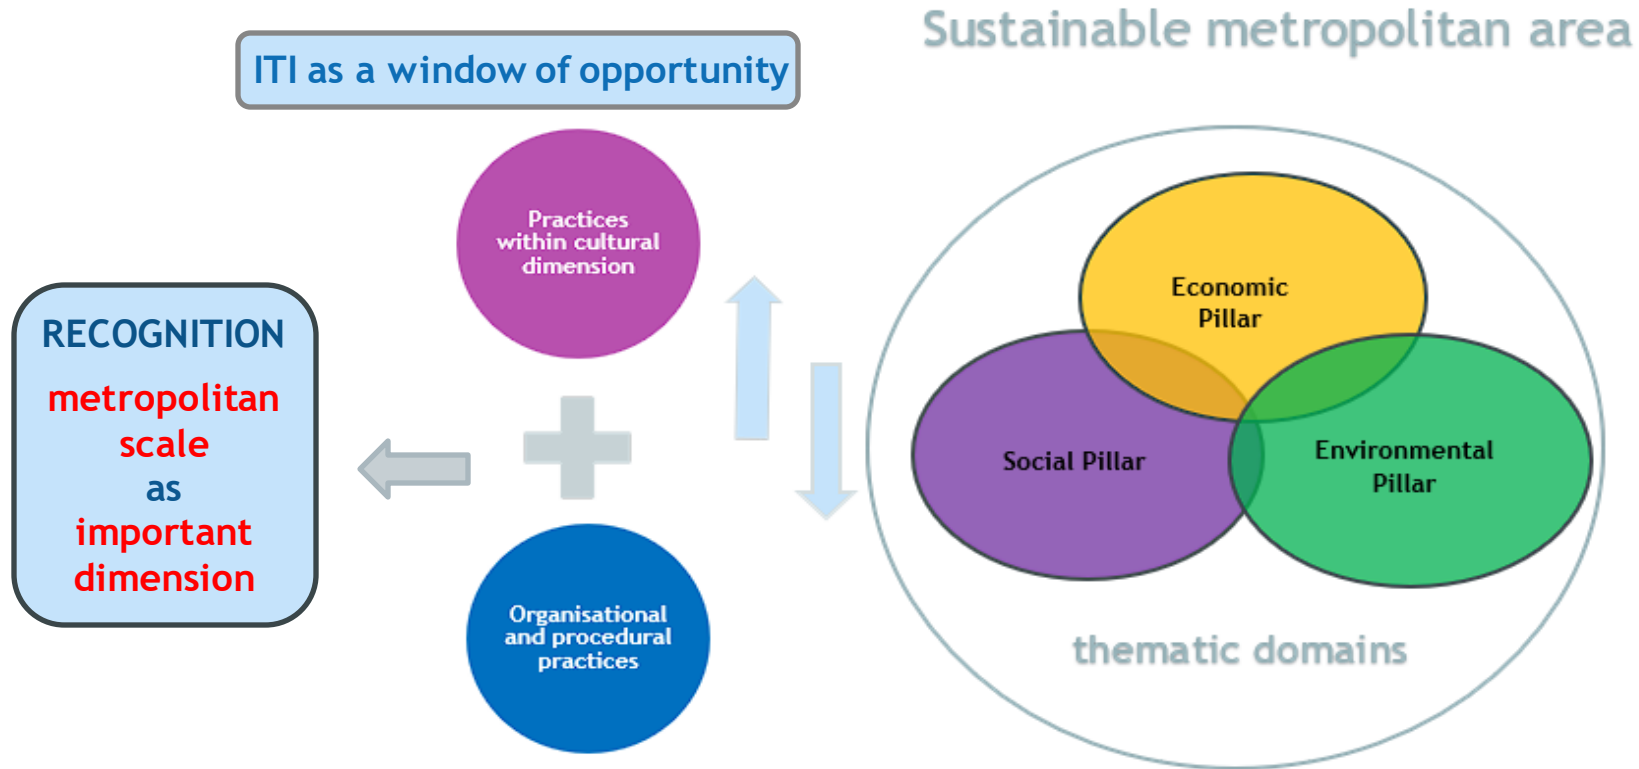 Sustainable metropolitan area
ITI as a window of opportunity
Practices
within cultural
dimension
RECOGNITION
metropolitan
scale
as
important
dimension
Organisational
and procedural
practices
Economic
Pillar
Social Pillar
Environmental
Pillar
thematic domains